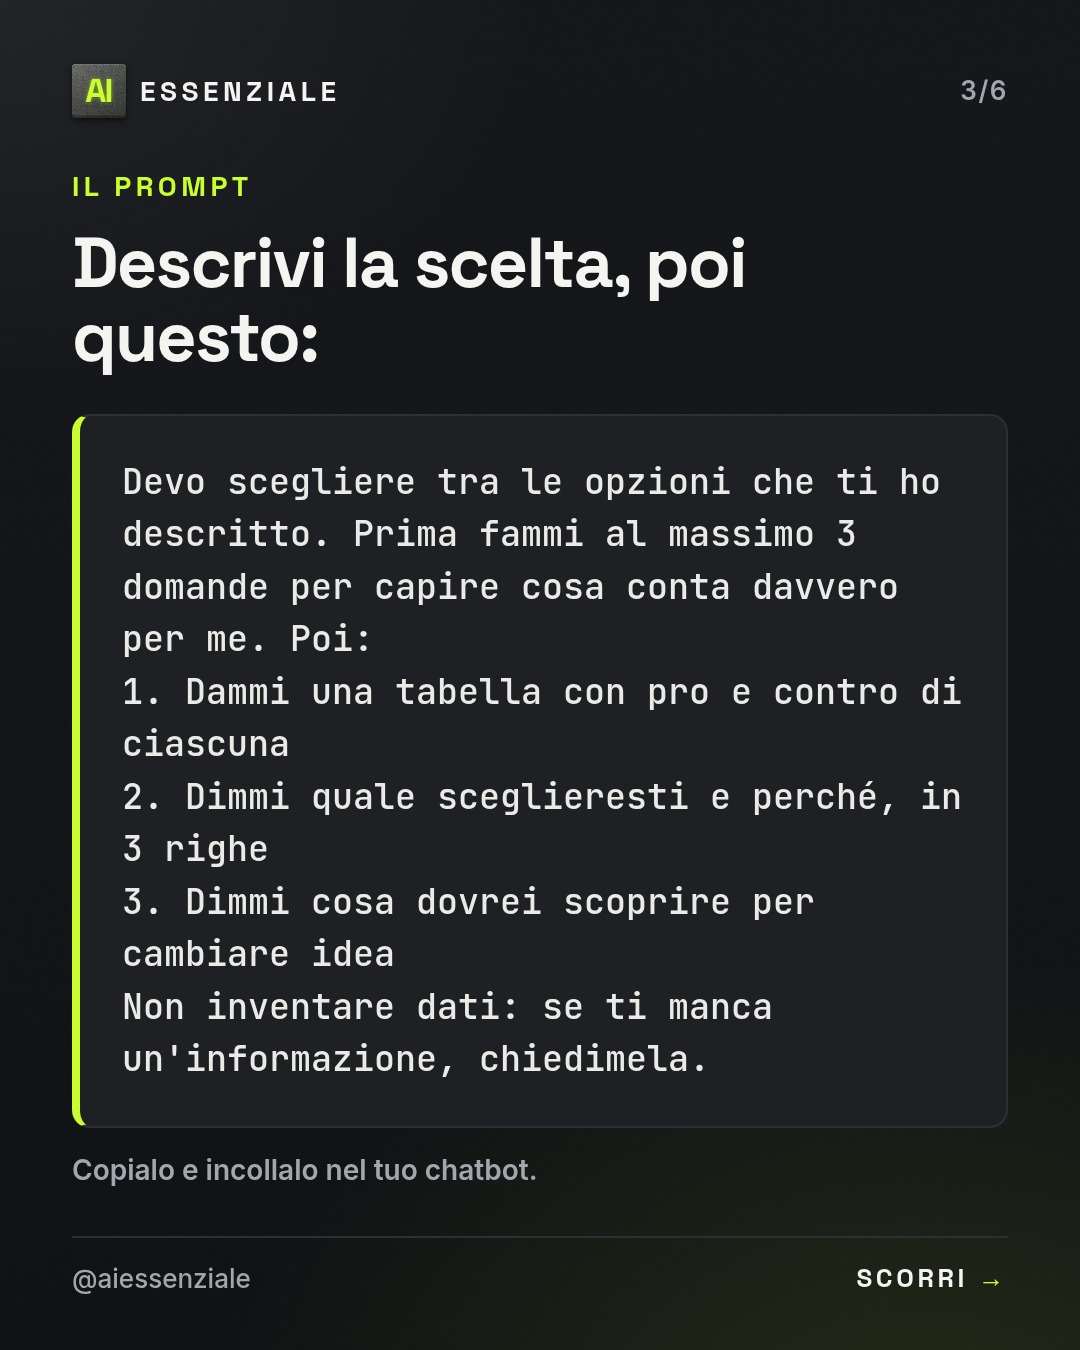 AI ESSENZIALE
3/6
IL PROMPT
Descrivi la scelta, poi
questo:
Devo scegliere tra le opzioni che ti ho
descritto. Prima fammi al massimo 3
domande per capire cosa conta davvero
per me. Poi:
1. Dammi una tabella con pro e contro di
ciascuna
2. Dimmi quale sceglieresti e perché, in
3 righe
3. Dimmi cosa dovrei scoprire per
cambiare idea
Non inventare dati: se ti manca
un'informazione, chiedimela.
Copialo e incollalo nel tuo chatbot.
@aiessenziale
SCORRI →